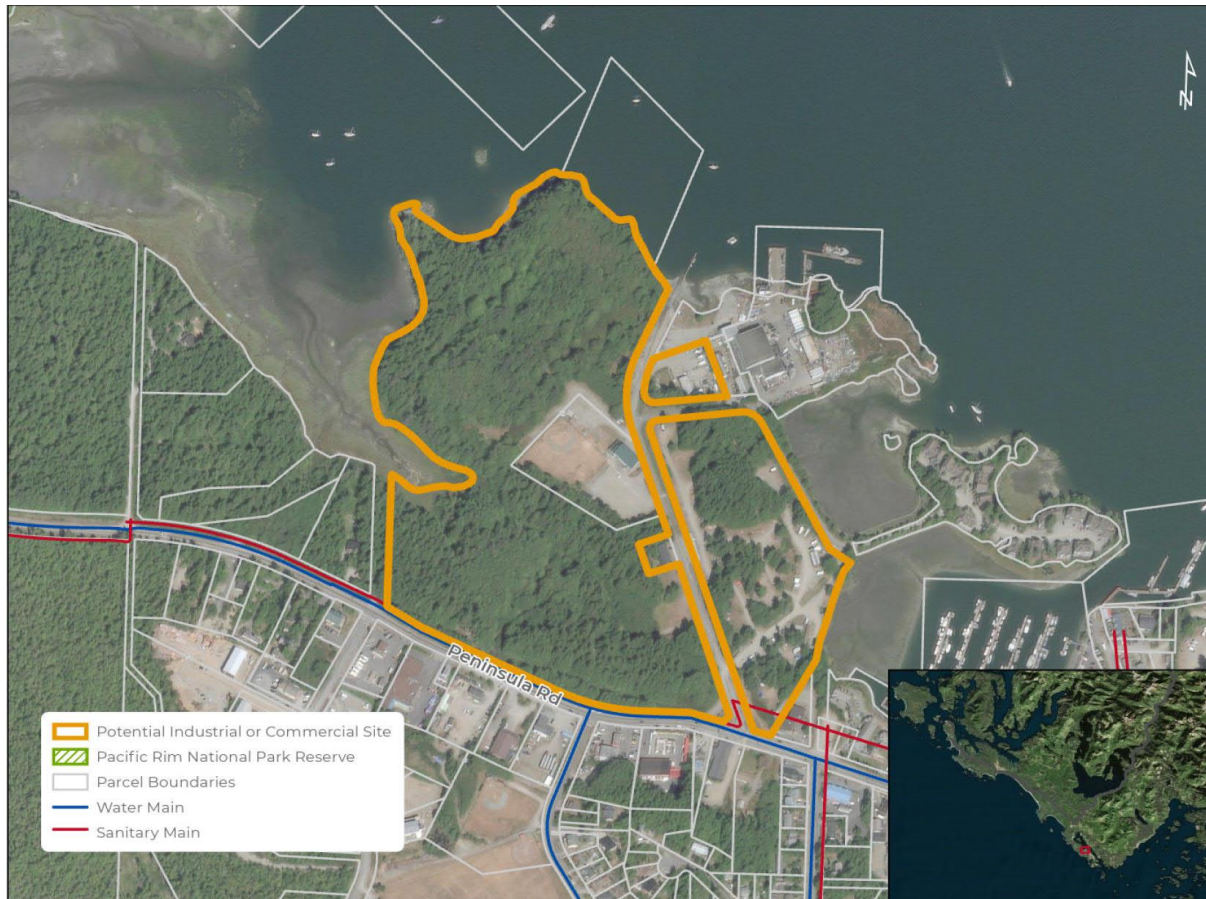 N
Peninsula Rd
Potential Industrial or Commercial Site
Pacific Rim National Park Reserve
Parcel Boundaries
Water Main
Sanitary Main